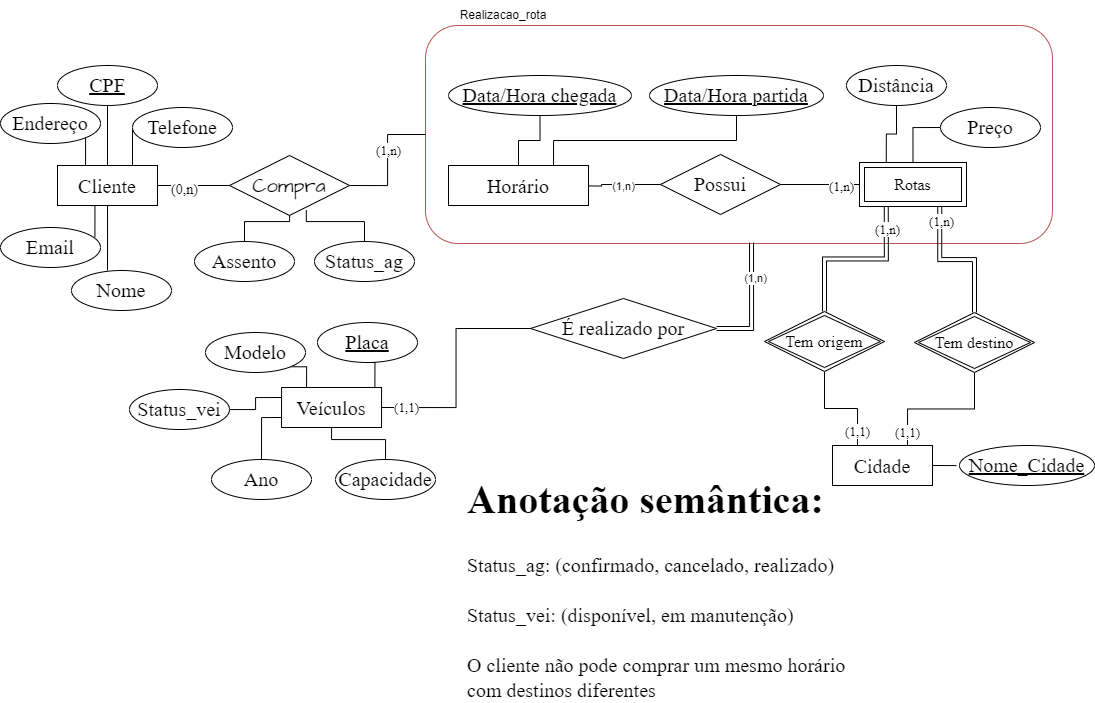 Realizacao_rota
CPF
Endereço
Telefone
Data/Hora chegada
Data/Hora partida
Distância
Preço
Cliente
(0,n)
Compra
(1,n)
Horário
(1,n)
Possui
(1,n)
Rotas
(1,n)
(1,n)
Email
Nome
Assento
Status_ag
(1,n)
É realizado por
Tem origem
Tem destino
Modelo
Placa
Status_vei
Veículos
(1,1)
Ano
Capacidade
(1,1)
(1,1)
Cidade
Nome_Cidade
Anotação semântica:
Status_ag: (confirmado, cancelado, realizado)
Status_vei: (disponível, em manutenção)
O cliente não pode comprar um mesmo horário
com destinos diferentes